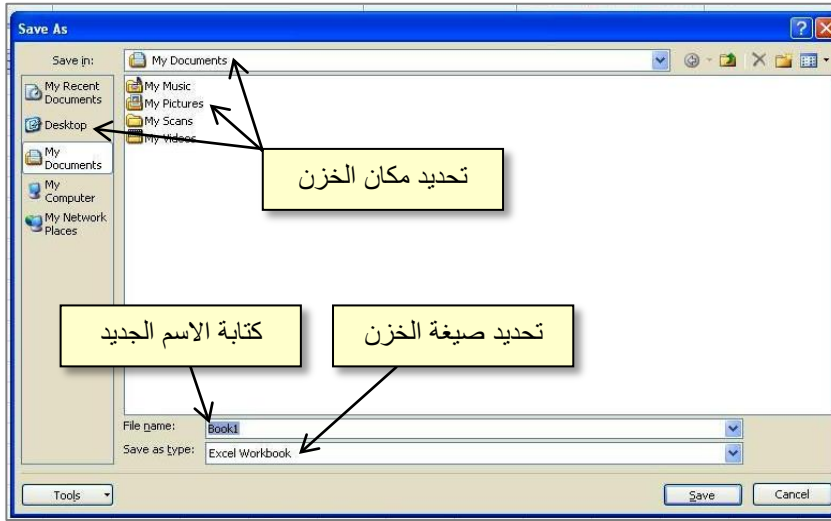 Save As
Save in:
My Documents
My Recent
Documents
Desktop
My
Documents
My
Computer
My Network
Places
My Music
My Pictures
My Scans
My Videos
تحديد مكان الخزن
كتابة الاسم الجديد
تحديد صيغة الخزن
File name:
Book1
Save as type:
Excel Workbook
Tools
Save
Cancel